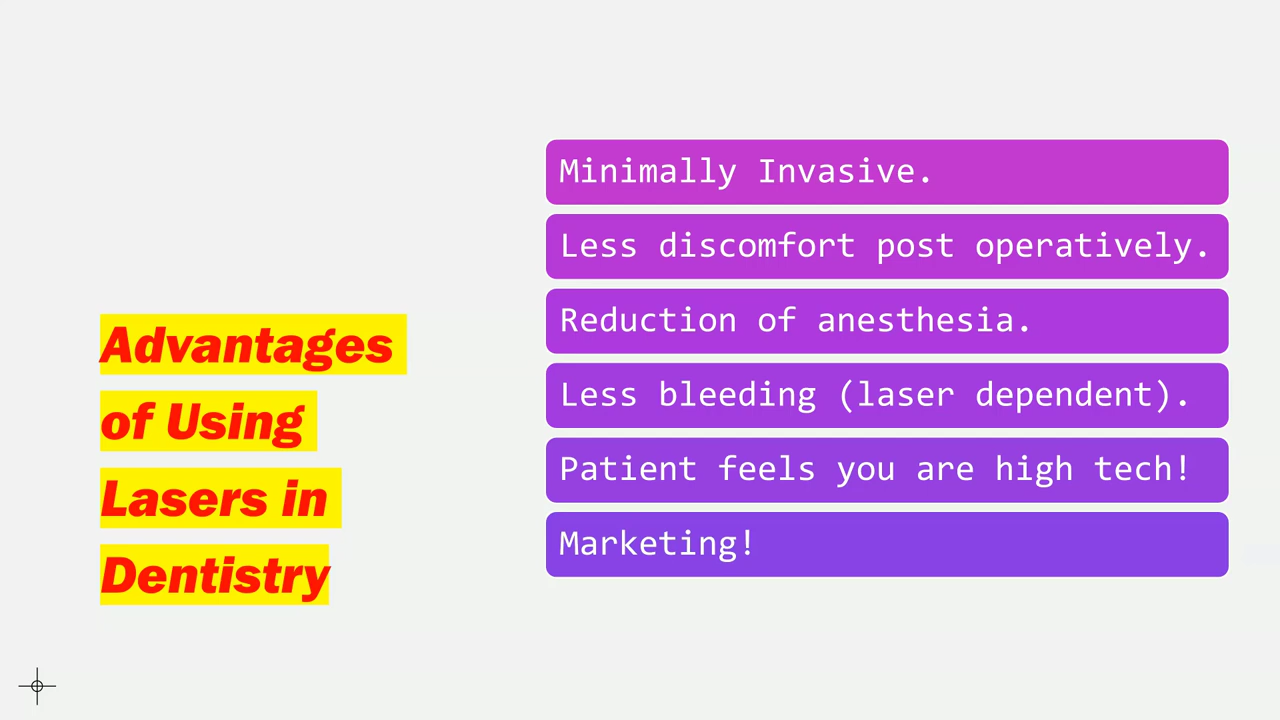 Advantages
of Using
Lasers in
Dentistry
Minimally Invasive.
Less discomfort post operatively.
Reduction of anesthesia.
Less bleeding (laser dependent).
Patient feels you are high tech!
Marketing!